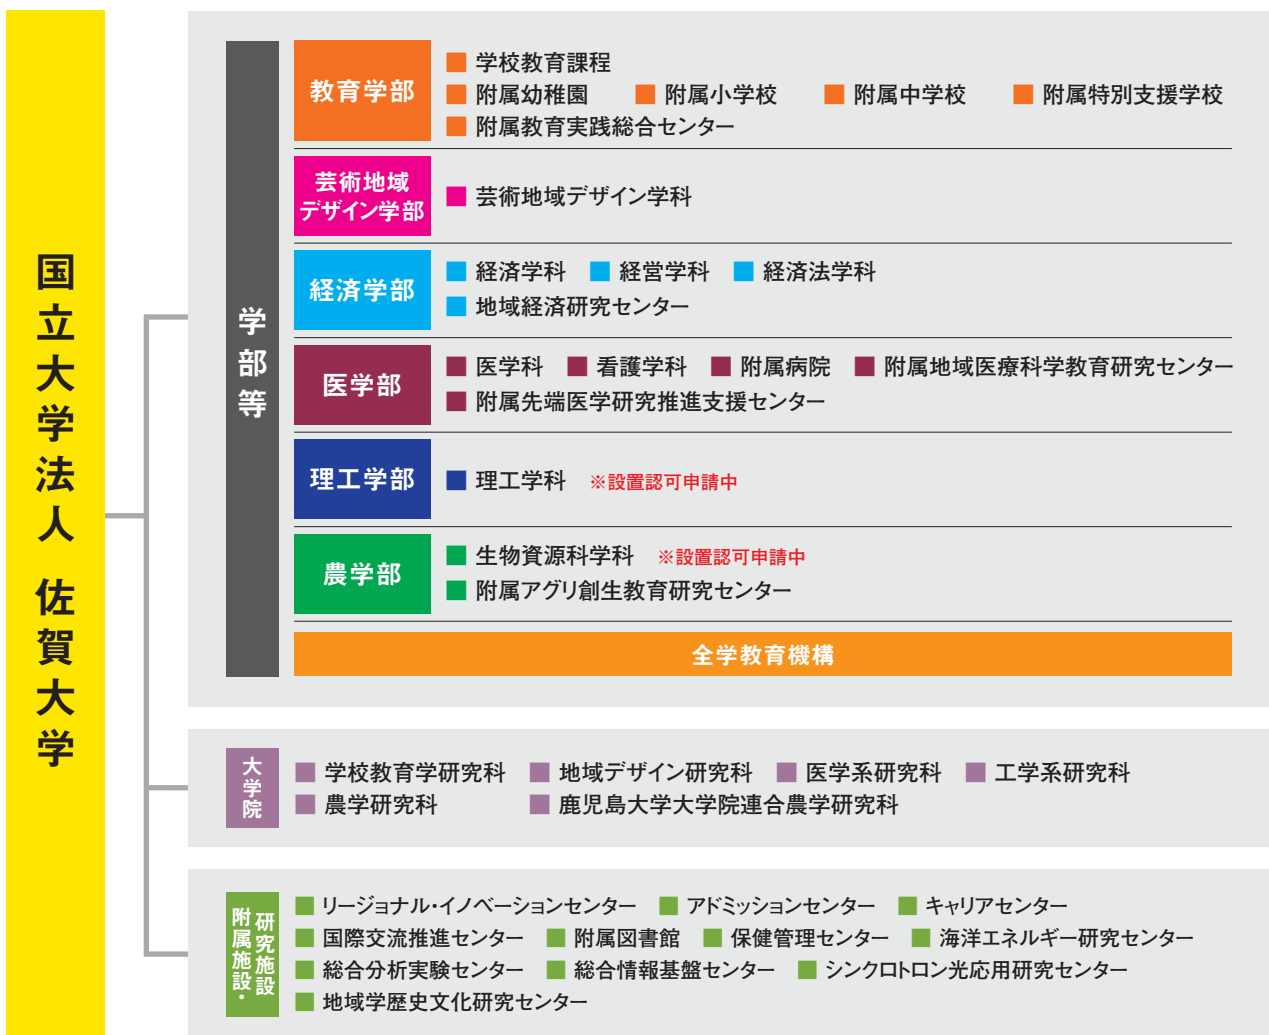 国立大学法人 佐賀大学
学部等
教育学部
■ 学校教育課程
■ 附属幼稚園 ■ 附属小学校 ■ 附属中学校 ■ 附属特別支援学校
■ 附属教育実践総合センター
芸術地域
デザイン学部
■ 芸術地域デザイン学科
経済学部
■ 経済学科 ■ 経営学科 ■ 経済法学科
■ 地域経済研究センター
医学部
■ 医学科 ■ 看護学科 ■ 附属病院 ■ 附属地域医療科学教育研究センター
■ 附属先端医学研究推進支援センター
理工学部
■ 理工学科 ※設置認可申請中
農学部
■ 生物資源科学科 ※設置認可申請中
■ 附属アグリ創生教育研究センター
全学教育機構
大学院
■ 学校教育学研究科 ■ 地域デザイン研究科 ■ 医学系研究科 ■ 工学系研究科
■ 農学研究科 ■ 鹿児島大学大学院連合農学研究科
研究施設
附属施設・
■ リージョナル・イノベーションセンター ■ アドミッションセンター ■ キャリアセンター
■ 国際交流推進センター ■ 附属図書館 ■ 保健管理センター ■ 海洋エネルギー研究センター
■ 総合分析実験センター ■ 総合情報基盤センター ■ シンクロトロン光応用研究センター
■ 地域学歴史文化研究センター